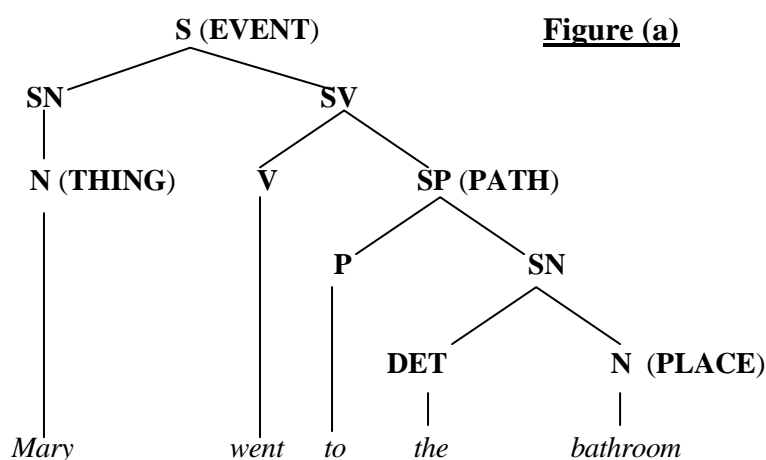 S (EVENT) Figure (a)
SN SV
N (THING) V SP (PATH)
P SN
DET N (PLACE)
Mary went to the bathroom